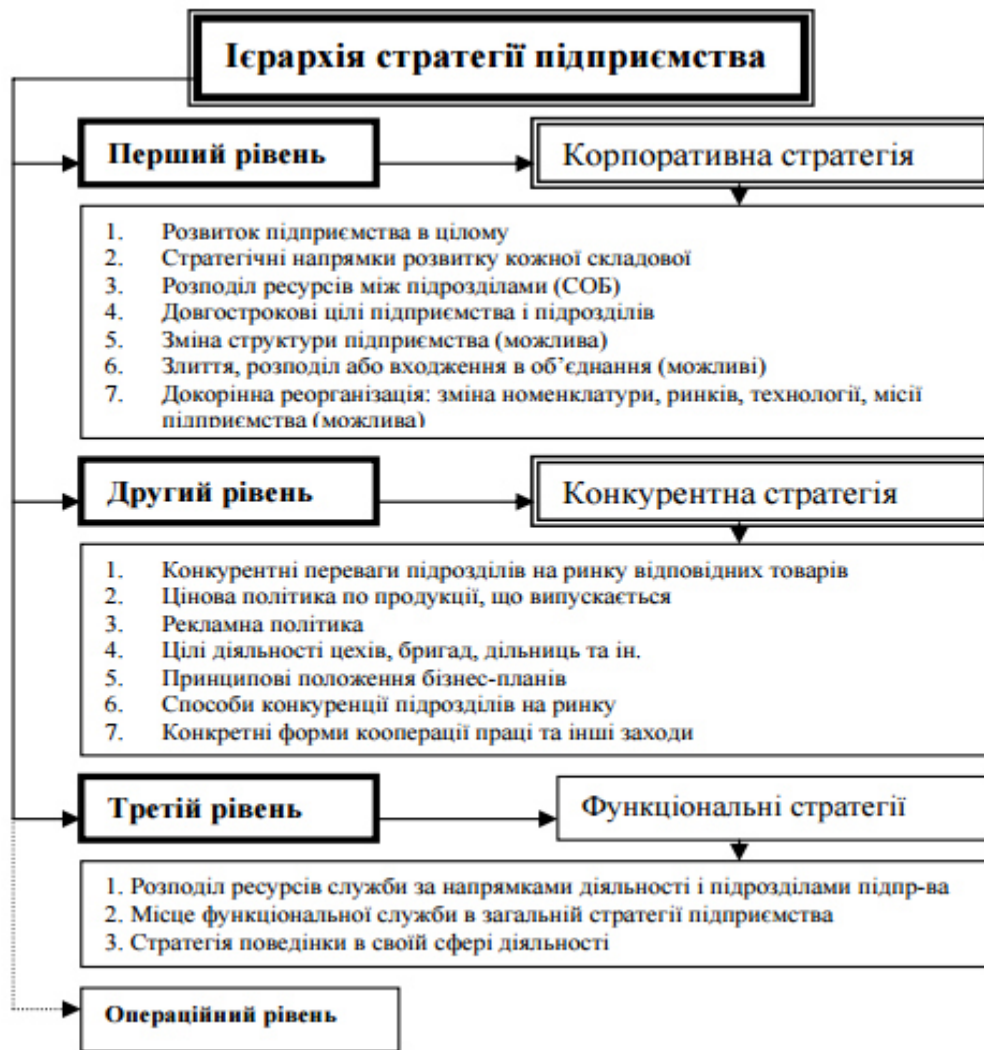 Ієрархія стратегії підприємства
Перший рівень
Корпоративна стратегія
1. Розвиток підприємства в цілому
2. Стратегічні напрямки розвитку кожної складової
3. Розподіл ресурсів між підрозділами (СОБ)
4. Довгострокові цілі підприємства і підрозділів
5. Зміна структури підприємства (можлива)
6. Злиття, розподіл або входження в об’єднання (можливі)
7. Докорінна реорганізація: зміна номенклатури, ринків, технології, місії
підприємства (можлива)
Другий рівень
Конкурентна стратегія
1. Конкурентні переваги підрозділів на ринку відповідних товарів
2. Цінова політика по продукції, що випускається
3. Рекламна політика
4. Цілі діяльності цехів, бригад, дільниць та ін.
5. Принципові положення бізнес-планів
6. Способи конкуренції підрозділів на ринку
7. Конкретні форми кооперації праці та інші заходи
Третій рівень
Функціональні стратегії
1. Розподіл ресурсів служби за напрямками діяльності і підрозділами підпр-ва
2. Місце функціональної служби в загальній стратегії підприємства
3. Стратегія поведінки в своїй сфері діяльності
Операційний рівень